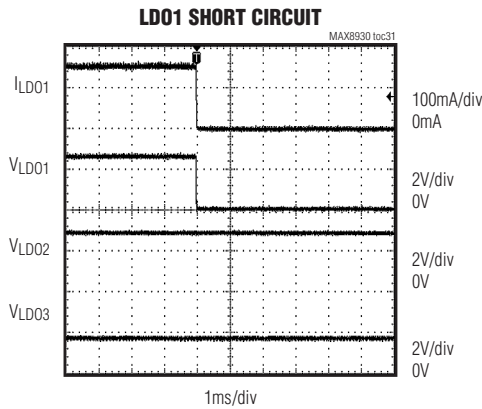 LDO1 SHORT CIRCUIT
MAX8930 toc31
T
ILDO1
100mA/div
0mA
VLDO1
2V/div
0V
VLDO2
2V/div
0V
VLDO3
2V/div
0V
1ms/div